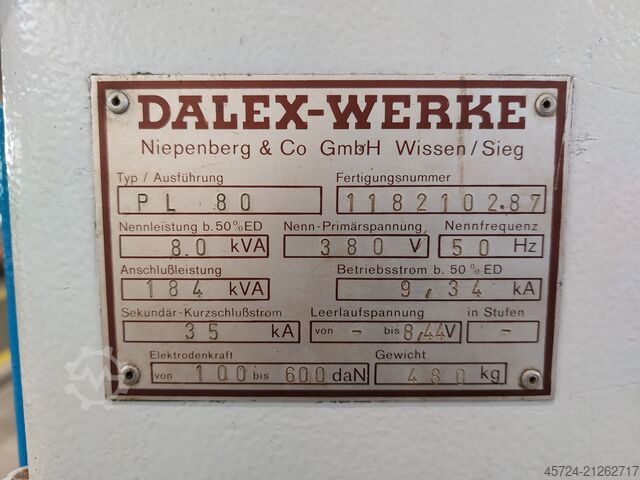 DALEX-WERKE
Niepenberg & Co GmbH Wissen/Sieg
Typ / Ausführung Fertigungsnummer
PL 80 1182102.87
Nennleistung b. 50% ED Nenn-Primärspannung Nennfrequenz
80 kVA 380 V 50 Hz
Anschlußleistung Betriebsstrom b. 50% ED
184 kVA 9,34 kA
Sekundär-Kurzschlußstrom Leerlaufspannung in Stufen
35 kA von - bis 8,44V -
Elektrodenkraft Gewicht
von 100 bis 600 daN 480 kg
45724-21262717